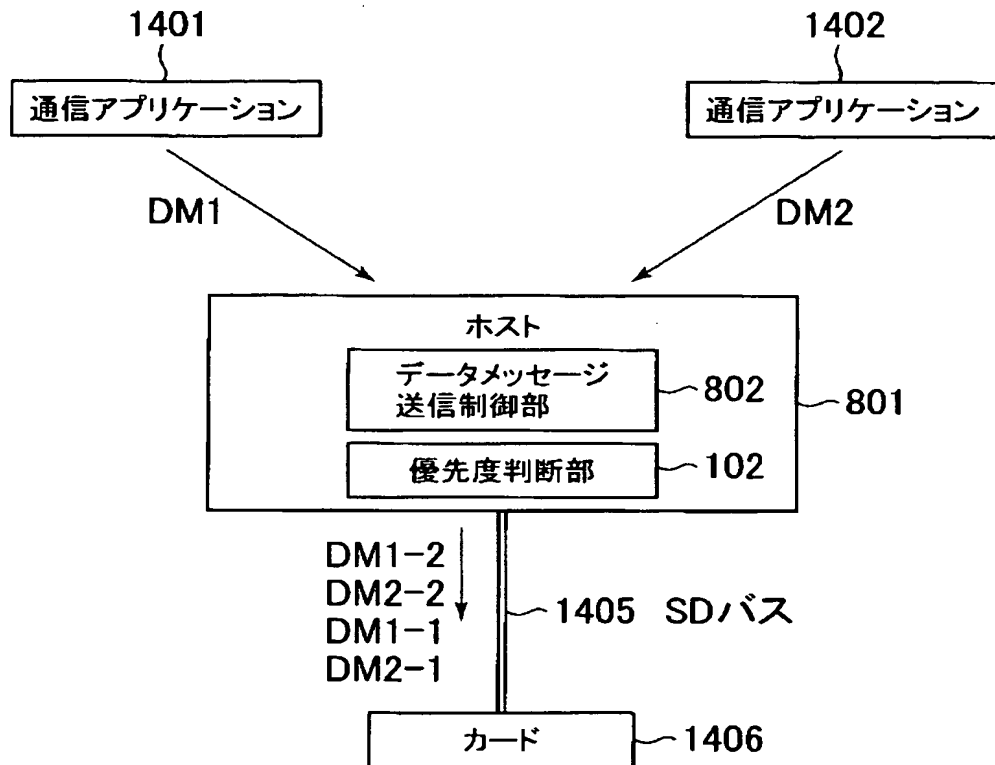 1401
1402
通信アプリケーション
通信アプリケーション
DM1
DM2
ホスト
データメッセージ
送信制御部
802
801
優先度判断部
102
DM1-2
DM2-2
DM1-1
DM2-1
1405 SDバス
カード
1406